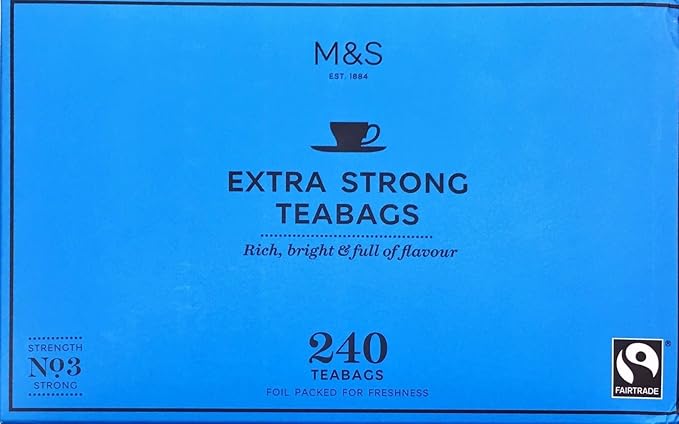 M&S
EST. 1884
EXTRA STRONG
TEABAGS
Rich, bright & full of flavour
STRENGTH
No3
STRONG
240
TEABAGS
FOIL PACKED FOR FRESHNESS
FAIRTRADE
®